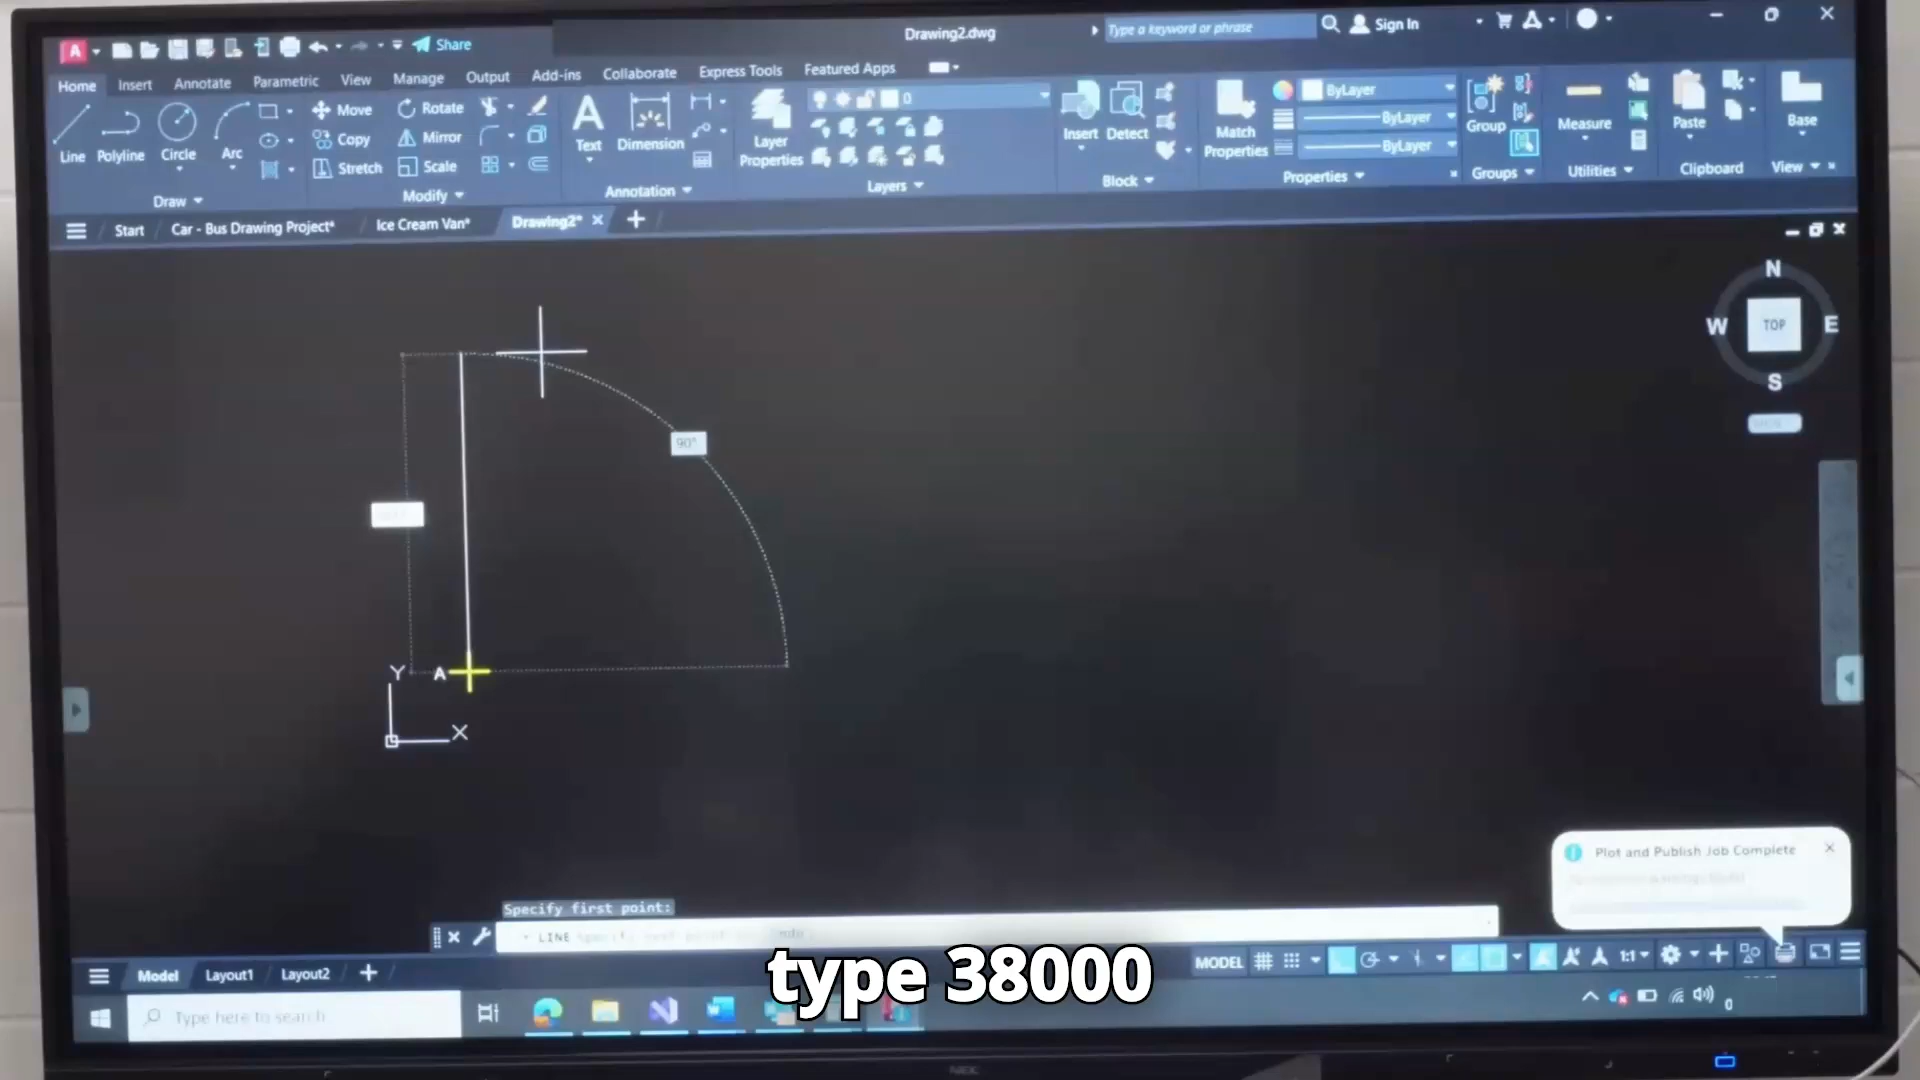 Drawing2.dwg
Type a keyword or phrase
Sign In
Share
Home Insert Annotate Parametric View Manage Output Add-ins Collaborate Express Tools Featured Apps
Line Polyline Circle Arc
Move Rotate
Copy Mirror
Stretch Scale
Text Dimension
Layer Properties
0
Insert Detect
Match Properties
ByLayer
ByLayer
ByLayer
Group
Measure
Paste
Base
Draw Modify Annotation Layers Block Properties Groups Utilities Clipboard View
Start Car - Bus Drawing Project* Ice Cream Van* Drawing2*
N
W TOP E
S
90°
Y A
X
Plot and Publish Job Complete
Specify first point:
LINE
Model Layout1 Layout2
MODEL 1:1
type 38000
Type here to search
NEC